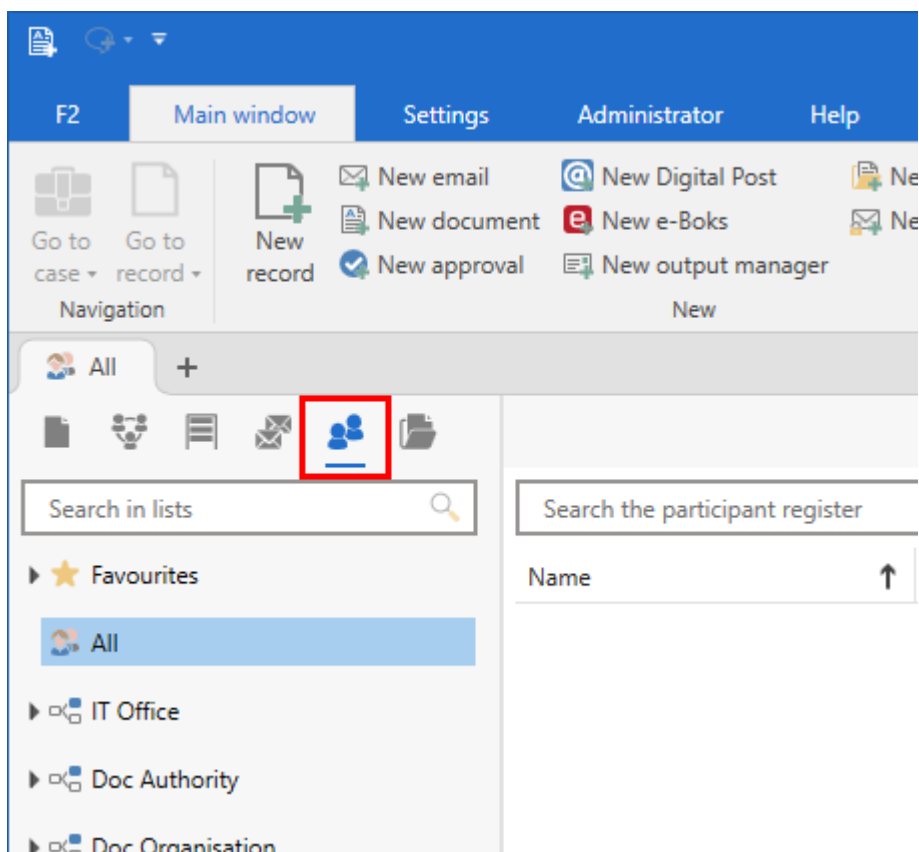 F2 Main window Settings Administrator Help
New email New Digital Post
New document New e-Boks
Go to case Go to record New record New approval New output manager
Navigation New
All
Search in lists Search the participant register
Favourites Name
All
IT Office
Doc Authority
Doc Organisation